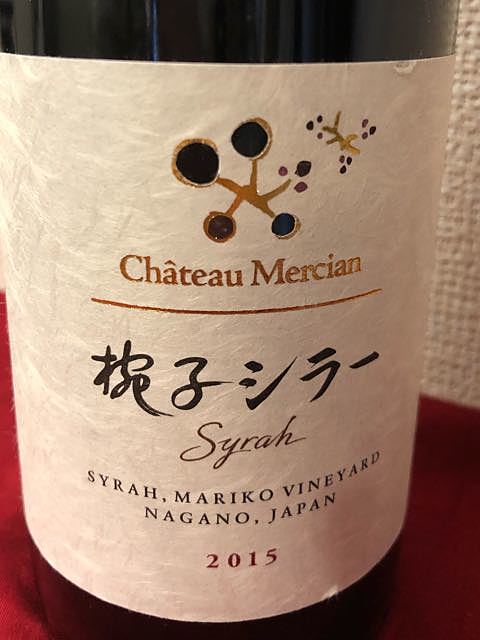 Château Mercian
椀子シラー
Syrah
SYRAH, MARIKO VINEYARD
NAGANO, JAPAN
2015